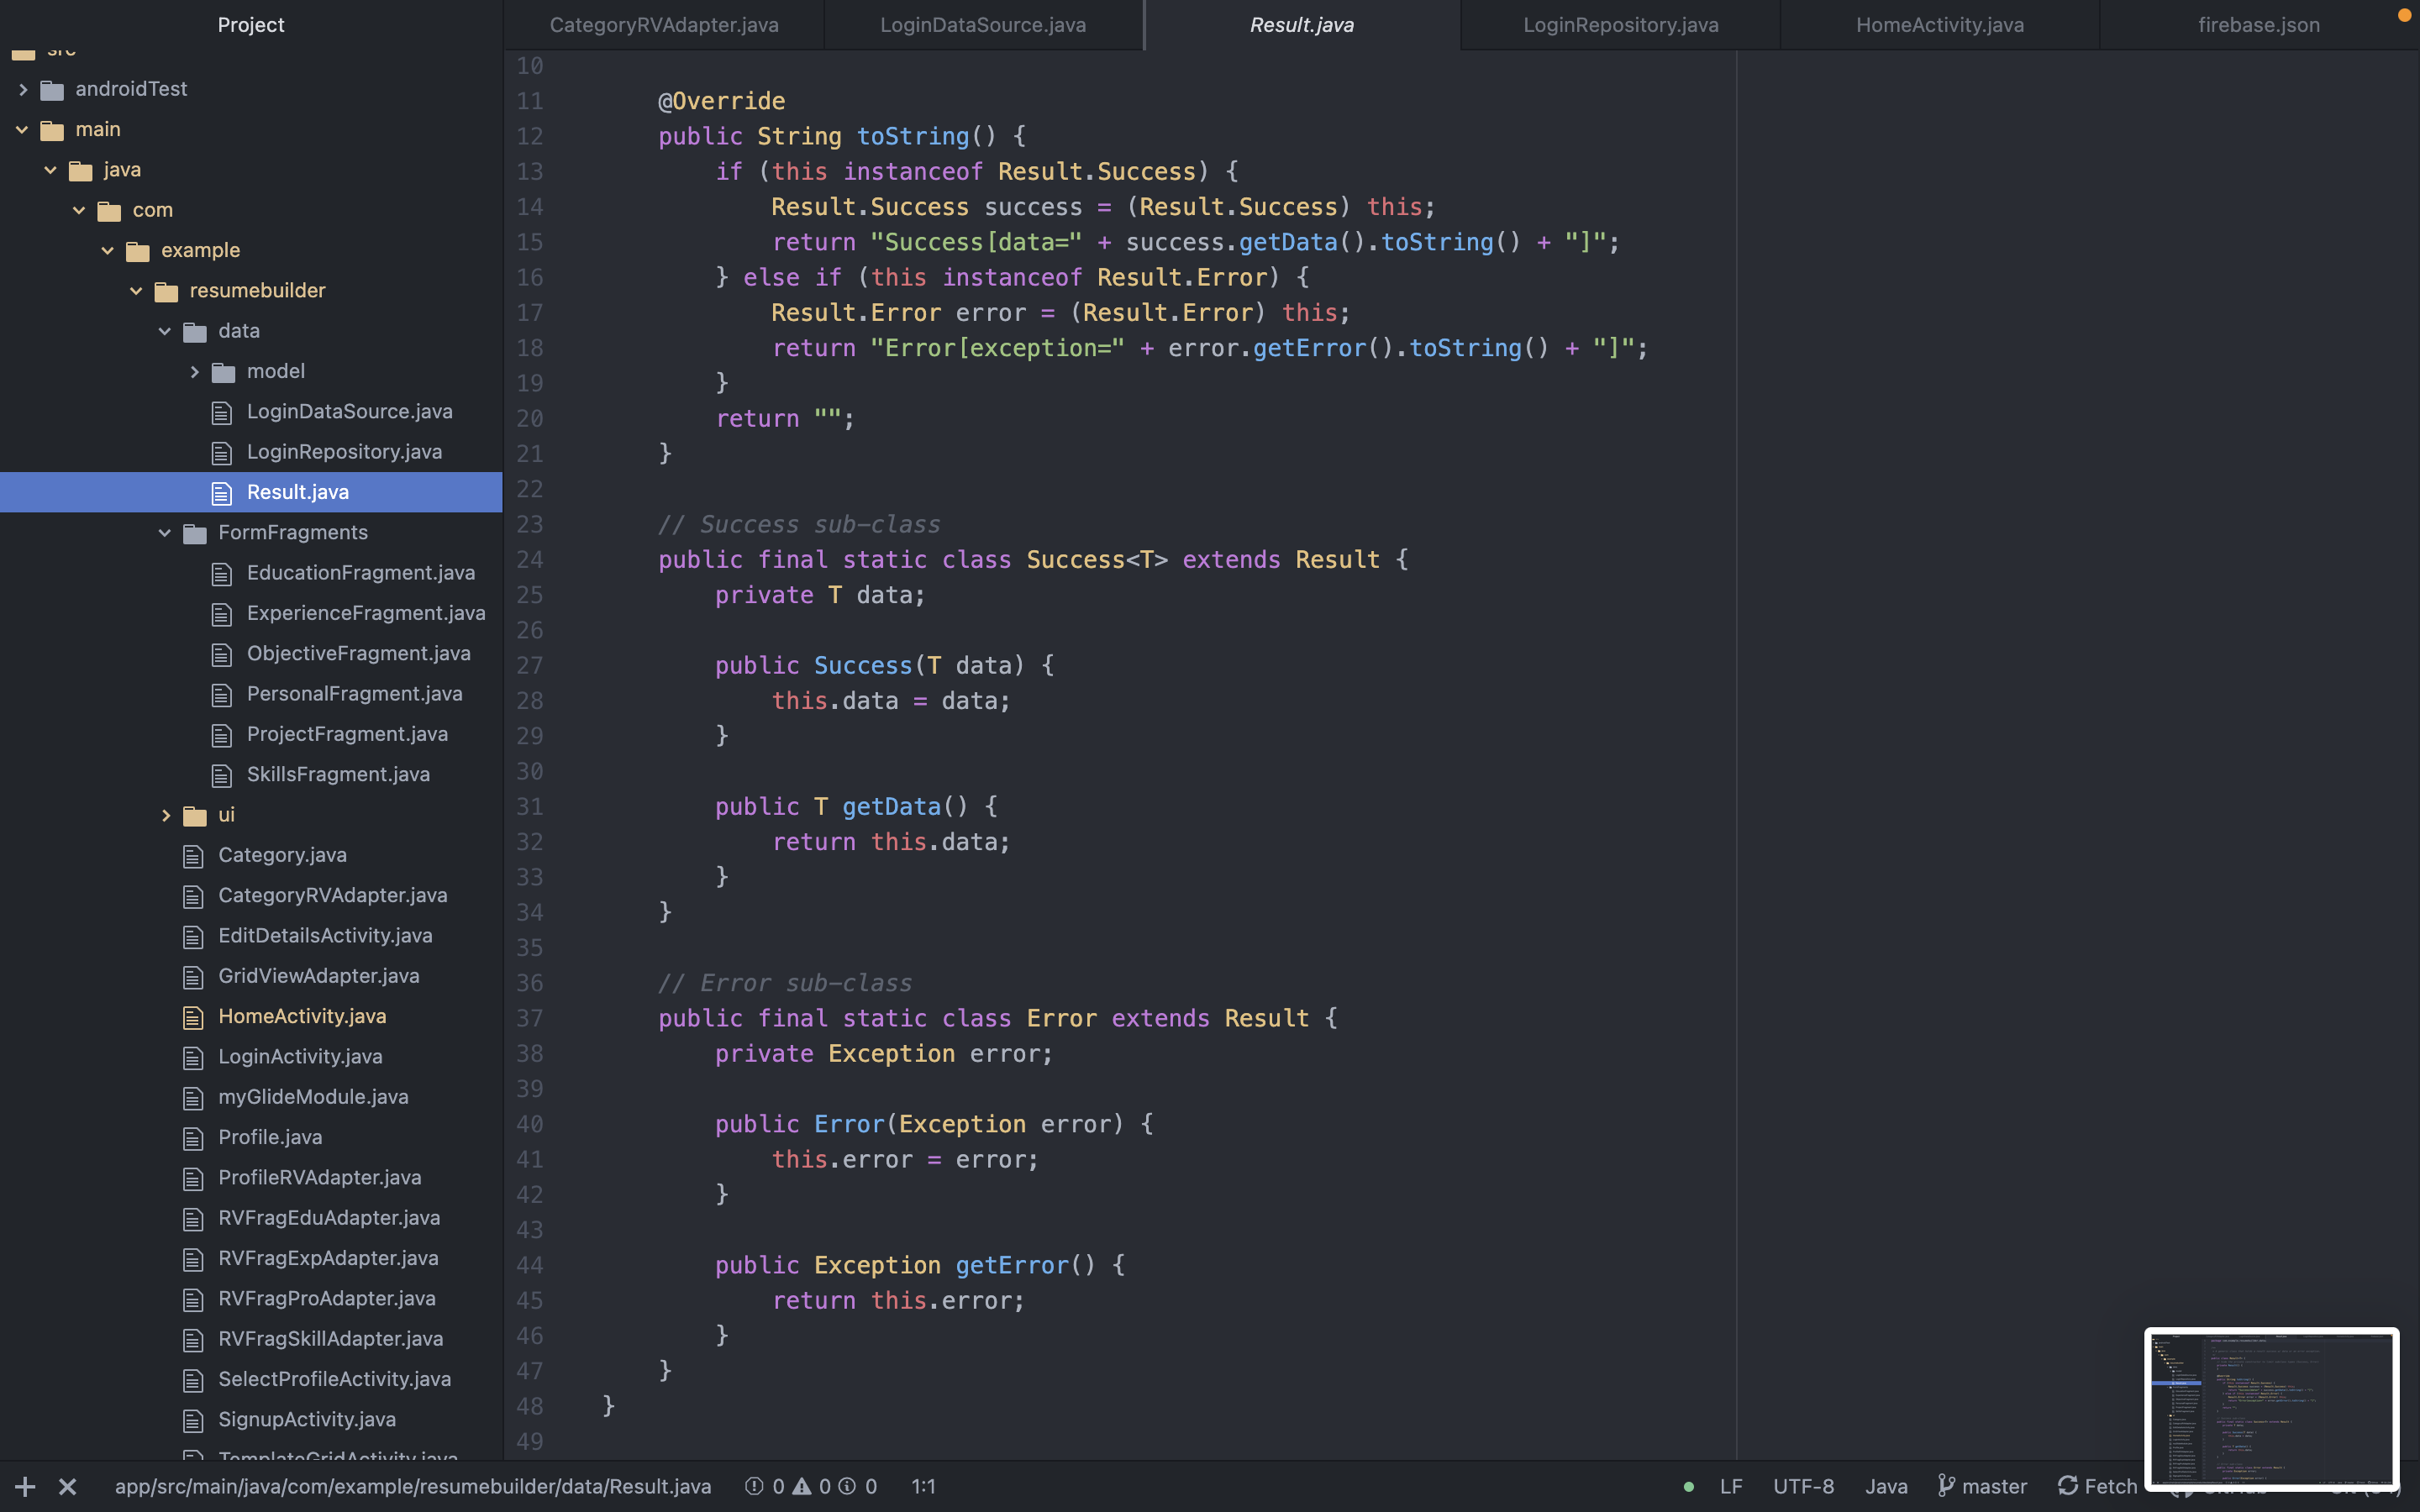 Project
CategoryRVAdapter.java
LoginDataSource.java
Result.java
LoginRepository.java
HomeActivity.java
firebase.json
src
androidTest
main
java
com
example
resumebuilder
data
model
LoginDataSource.java
LoginRepository.java
Result.java
FormFragments
EducationFragment.java
ExperienceFragment.java
ObjectiveFragment.java
PersonalFragment.java
ProjectFragment.java
SkillsFragment.java
ui
Category.java
CategoryRVAdapter.java
EditDetailsActivity.java
GridViewAdapter.java
HomeActivity.java
LoginActivity.java
myGlideModule.java
Profile.java
ProfileRVAdapter.java
RVFragEduAdapter.java
RVFragExpAdapter.java
RVFragProAdapter.java
RVFragSkillAdapter.java
SelectProfileActivity.java
SignupActivity.java
TemplateGridActivity.java
10
11 @Override
12 public String toString() {
13 if (this instanceof Result.Success) {
14 Result.Success success = (Result.Success) this;
15 return "Success[data=" + success.getData().toString() + "]";
16 } else if (this instanceof Result.Error) {
17 Result.Error error = (Result.Error) this;
18 return "Error[exception=" + error.getError().toString() + "]";
19 }
20 return "";
21 }
22
23 // Success sub-class
24 public final static class Success<T> extends Result {
25 private T data;
26
27 public Success(T data) {
28 this.data = data;
29 }
30
31 public T getData() {
32 return this.data;
33 }
34 }
35
36 // Error sub-class
37 public final static class Error extends Result {
38 private Exception error;
39
40 public Error(Exception error) {
41 this.error = error;
42 }
43
44 public Exception getError() {
45 return this.error;
46 }
47 }
48 }
49
app/src/main/java/com/example/resumebuilder/data/Result.java 0 0 0 1:1 LF UTF-8 Java master Fetch